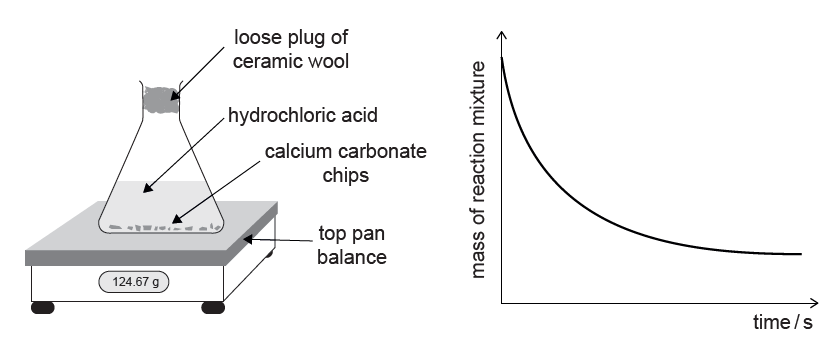 loose plug of
ceramic wool
hydrochloric acid
calcium carbonate
chips
top pan
balance
124.67 g
mass of reaction mixture
time / s